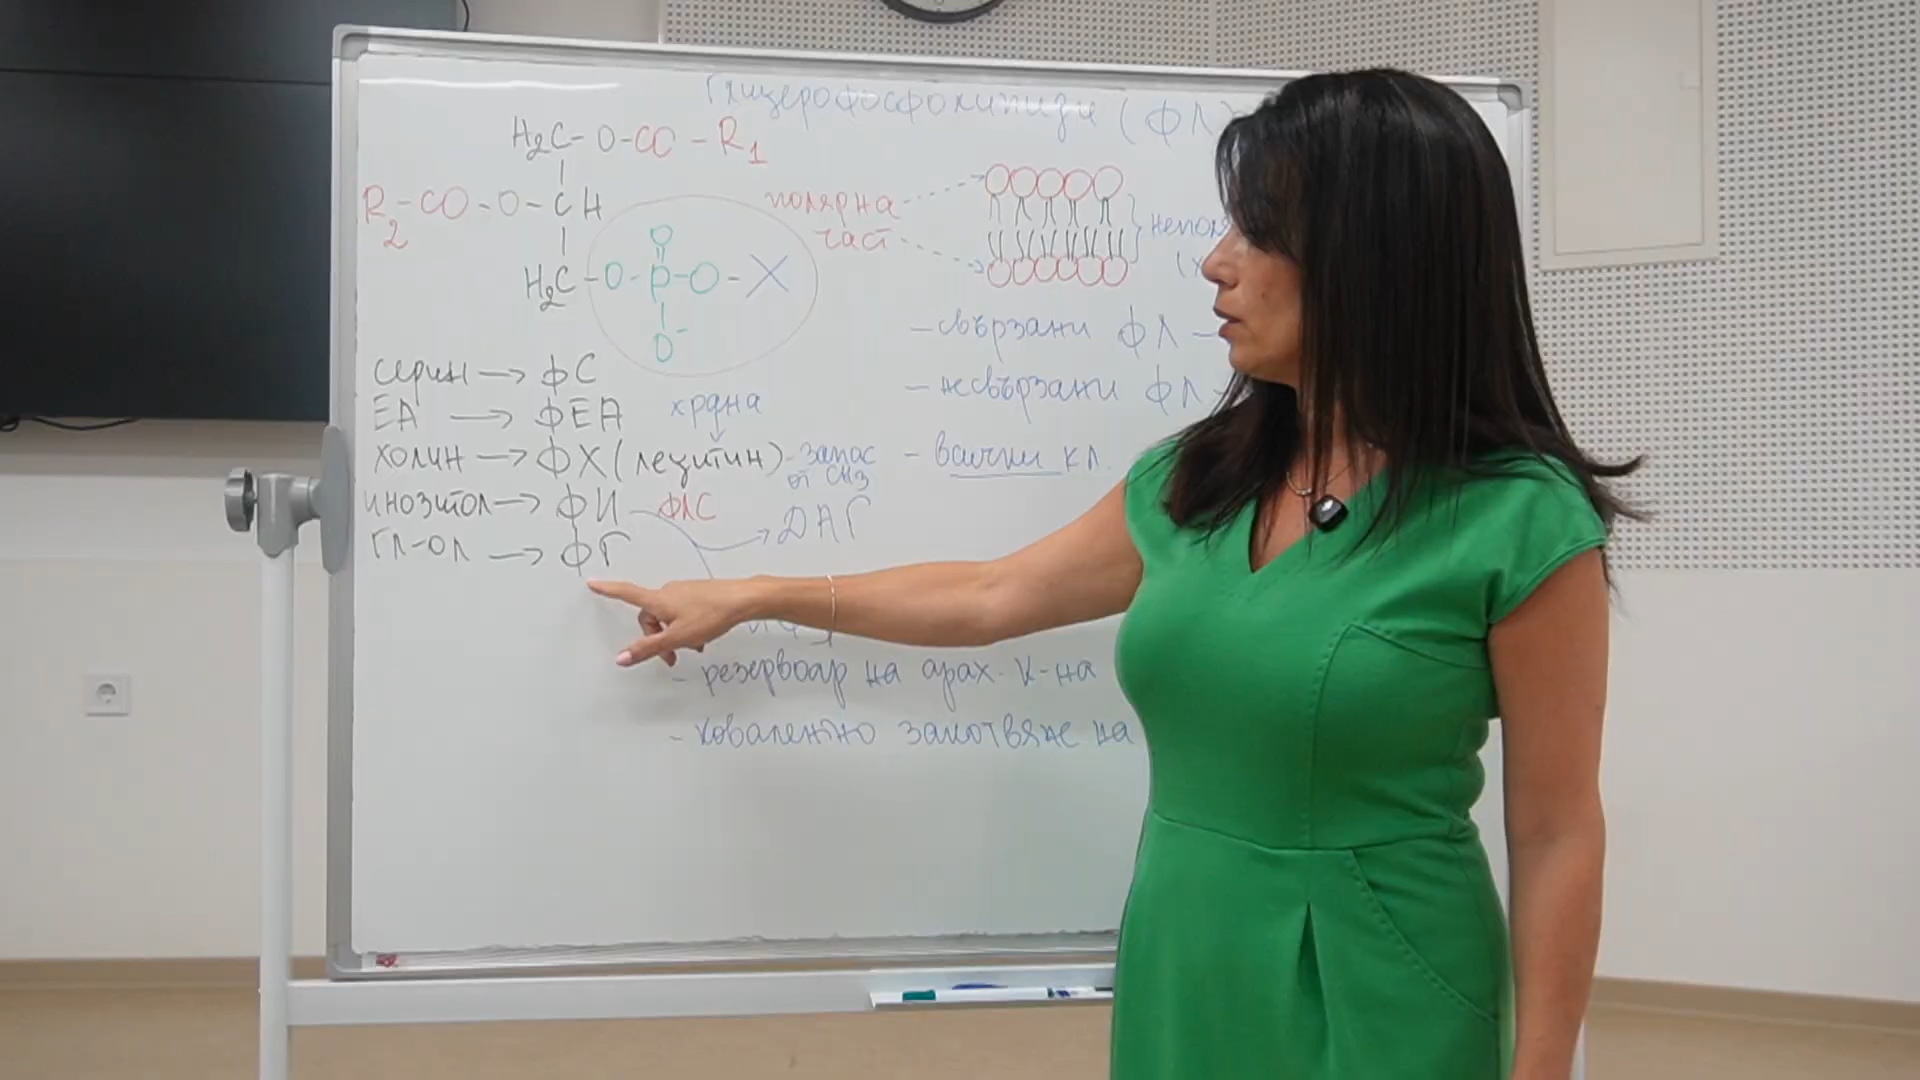 Глицерофосфолипиди (ФЛ)
H2C-O-CO-R1
R2-CO-O-CH
O
H2C-O-P-O-X
O-
полярна
част
серин → ФС
ЕА → ФЕА
холин → ФХ (лецитин) - запас
от CH3
храна
инозитол → ФИ ФЛС
ДАГ
гл-ол → ФГ
- свързани ФЛ -
- несвързани ФЛ -
- всички кл.
- резервоар на арах. к-на
- ковалентно закотвяне на